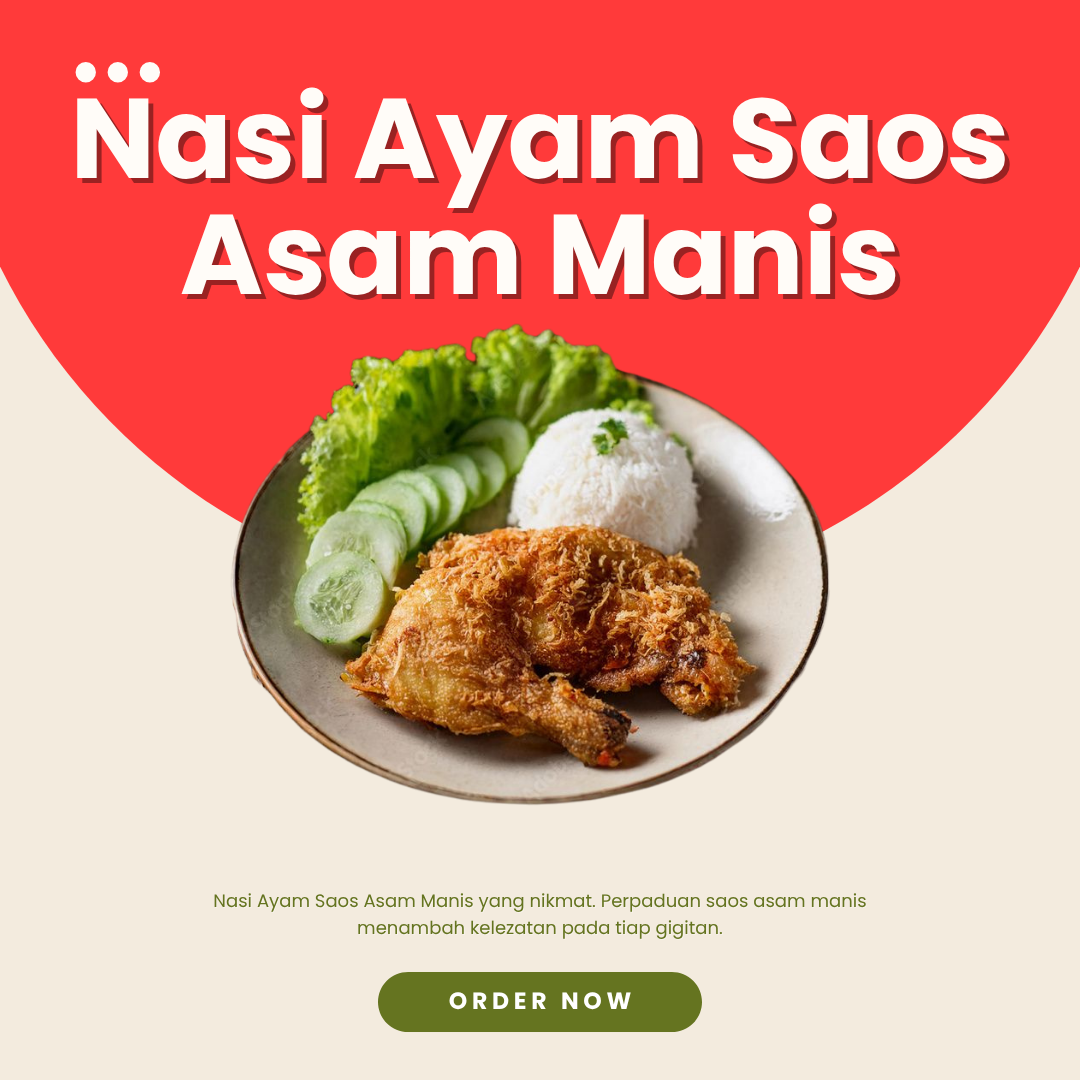 Nasi Ayam Saos
Asam Manis
Nasi Ayam Saos Asam Manis yang nikmat. Perpaduan saos asam manis
menambah kelezatan pada tiap gigitan.
ORDER NOW